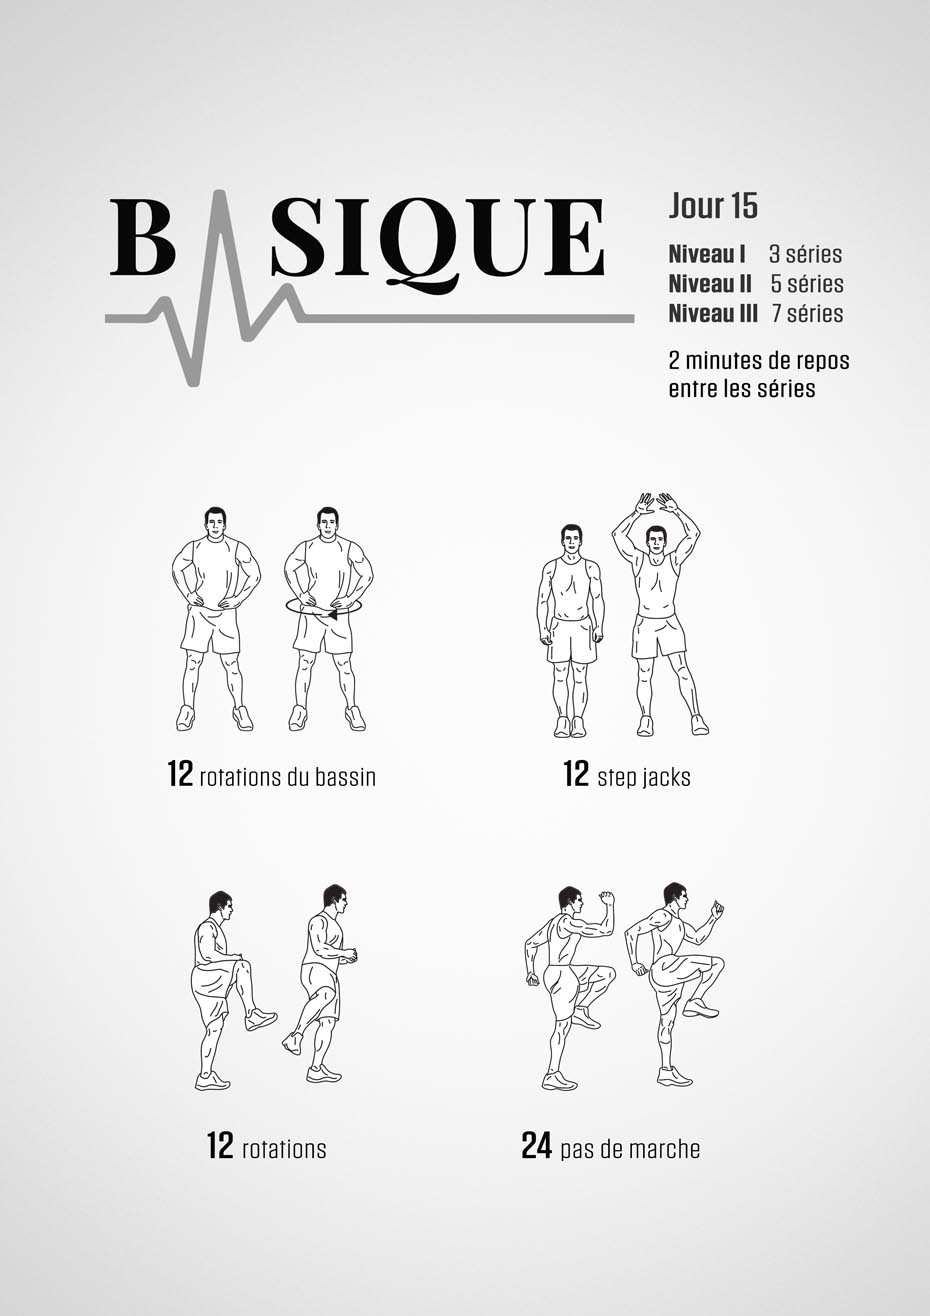 BASIQUE
Jour 15
Niveau I 3 séries
Niveau II 5 séries
Niveau III 7 séries
2 minutes de repos
entre les séries
12 rotations du bassin
12 step jacks
12 rotations
24 pas de marche